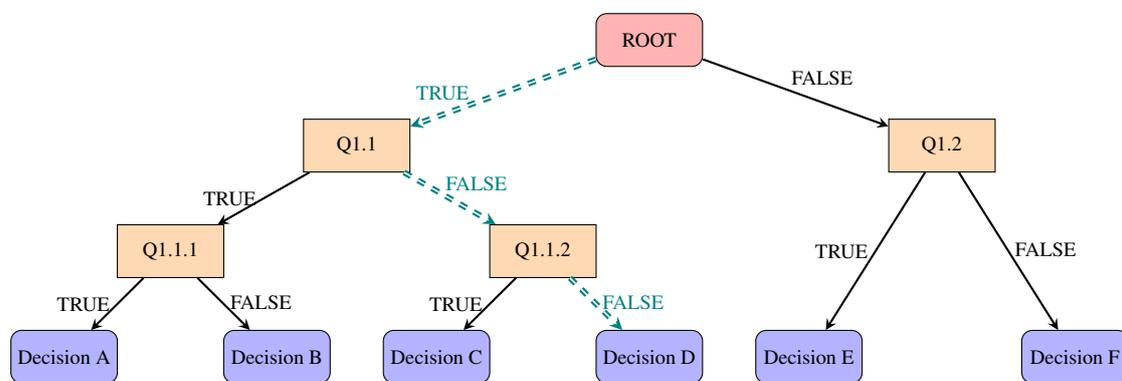 ROOT
TRUE
FALSE
Q1.1
Q1.2
TRUE
FALSE
Q1.1.1
Q1.1.2
TRUE
FALSE
TRUE
FALSE
TRUE
FALSE
Decision A
Decision B
Decision C
Decision D
Decision E
Decision F